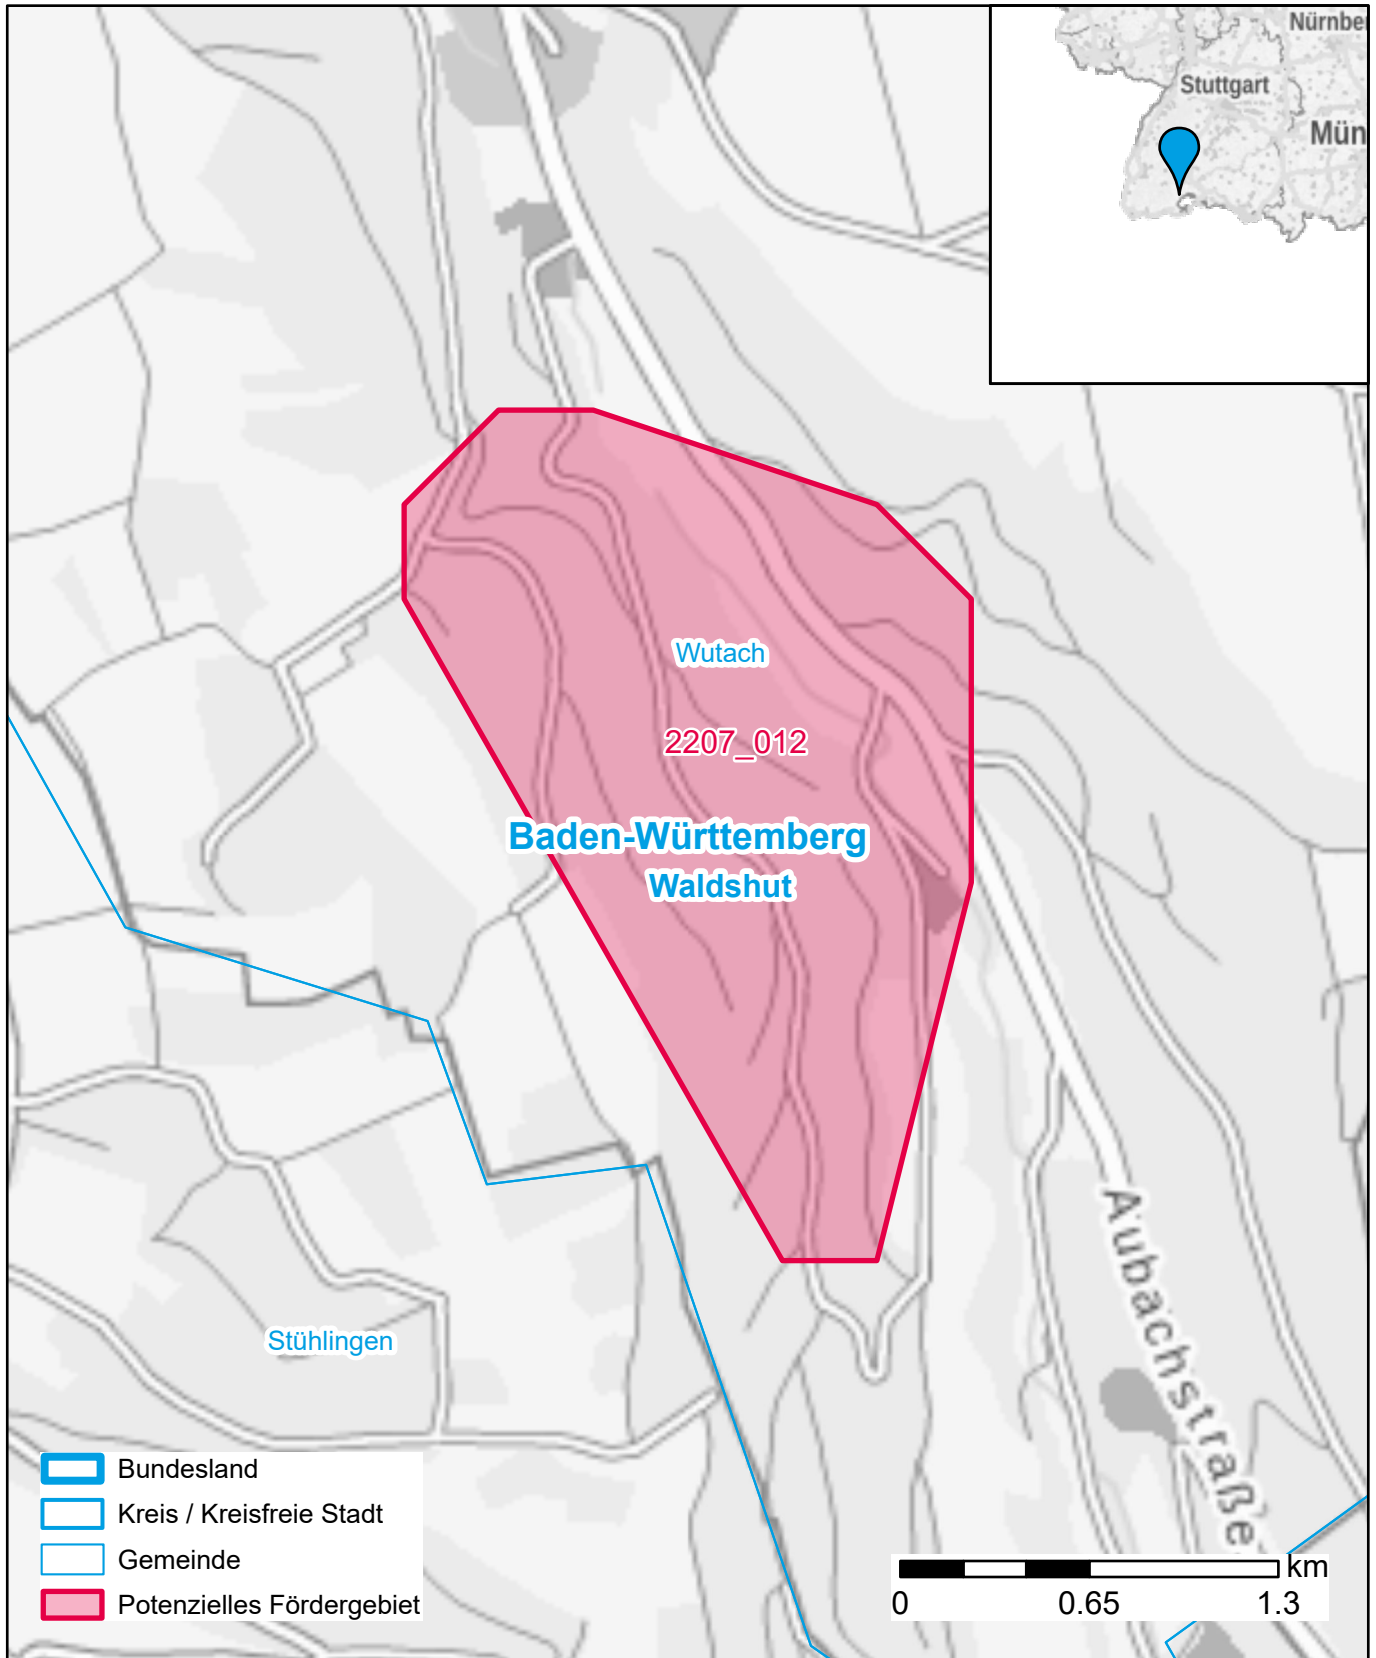 Nürnbe
Stuttgart
Mün
Wutach
2207_012
Baden-Württemberg
Waldshut
Aubachstraße
Stühlingen
Bundesland
Kreis / Kreisfreie Stadt
Gemeinde
Potenzielles Fördergebiet
km
0 0.65 1.3